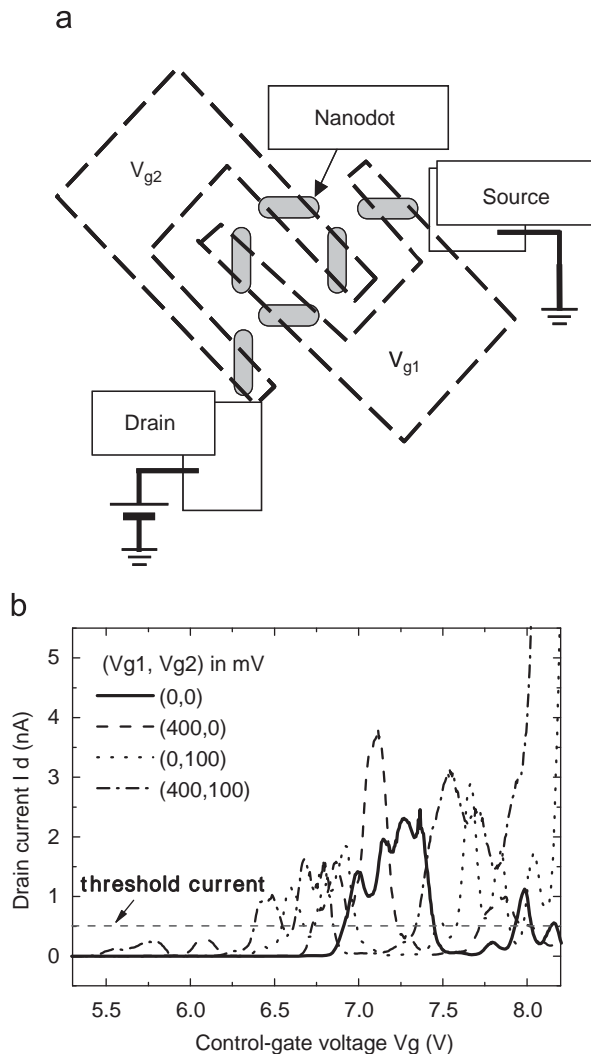 a
Nanodot
V_g2
Source
V_g1
Drain
b
(Vg1, Vg2) in mV
(0,0)
(400,0)
(0,100)
(400,100)
threshold current
Drain current I d (nA)
5
4
3
2
1
0
5.5 6.0 6.5 7.0 7.5 8.0
Control-gate voltage Vg (V)